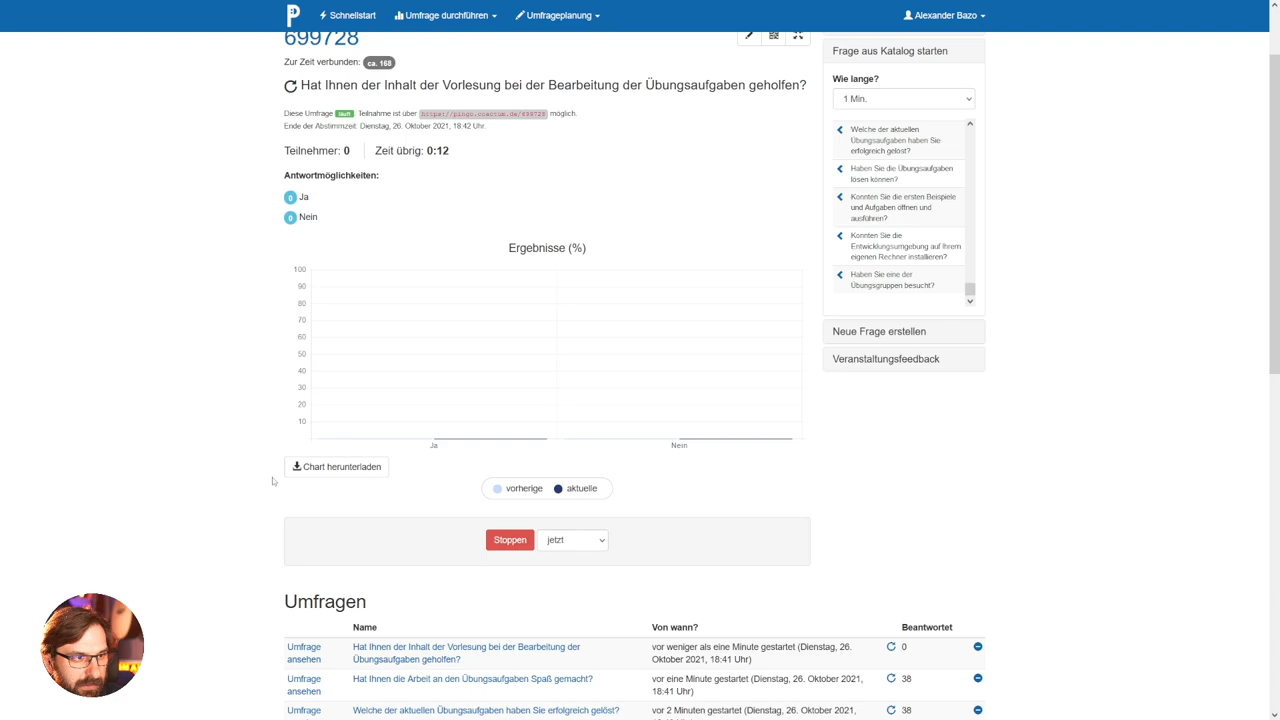 Schnellstart Umfrage durchführen Umfrageplanung Alexander Bazo
699728
Zur Zeit verbunden: ca. 168
Hat Ihnen der Inhalt der Vorlesung bei der Bearbeitung der Übungsaufgaben geholfen?
Diese Umfrage läuft Teilnahme ist über https://pingo.coactum.de/699728 möglich.
Ende der Abstimmzeit: Dienstag, 26. Oktober 2021, 18:42 Uhr.
Teilnehmer: 0 Zeit übrig: 0:12
Antwortmöglichkeiten:
0 Ja
0 Nein
Ergebnisse (%)
100
90
80
70
60
50
40
30
20
10
Ja Nein
Chart herunterladen
vorherige aktuelle
Stoppen jetzt
Frage aus Katalog starten
Wie lange?
1 Min.
Welche der aktuellen
Übungsaufgaben haben Sie
erfolgreich gelöst?
Haben Sie die Übungsaufgaben
lösen können?
Konnten Sie die ersten Beispiele
und Aufgaben öffnen und
ausführen?
Konnten Sie die
Entwicklungsumgebung auf Ihrem
eigenen Rechner installieren?
Haben Sie eine der
Übungsgruppen besucht?
Neue Frage erstellen
Veranstaltungsfeedback
Umfragen
Name Von wann? Beantwortet
Umfrage Hat Ihnen der Inhalt der Vorlesung bei der Bearbeitung der vor weniger als eine Minute gestartet (Dienstag, 26. 0
ansehen Übungsaufgaben geholfen? Oktober 2021, 18:41 Uhr)
Umfrage Hat Ihnen die Arbeit an den Übungsaufgaben Spaß gemacht? vor eine Minute gestartet (Dienstag, 26. Oktober 2021, 38
ansehen 18:41 Uhr)
Umfrage Welche der aktuellen Übungsaufgaben haben Sie erfolgreich gelöst? vor 2 Minuten gestartet (Dienstag, 26. Oktober 2021, 38